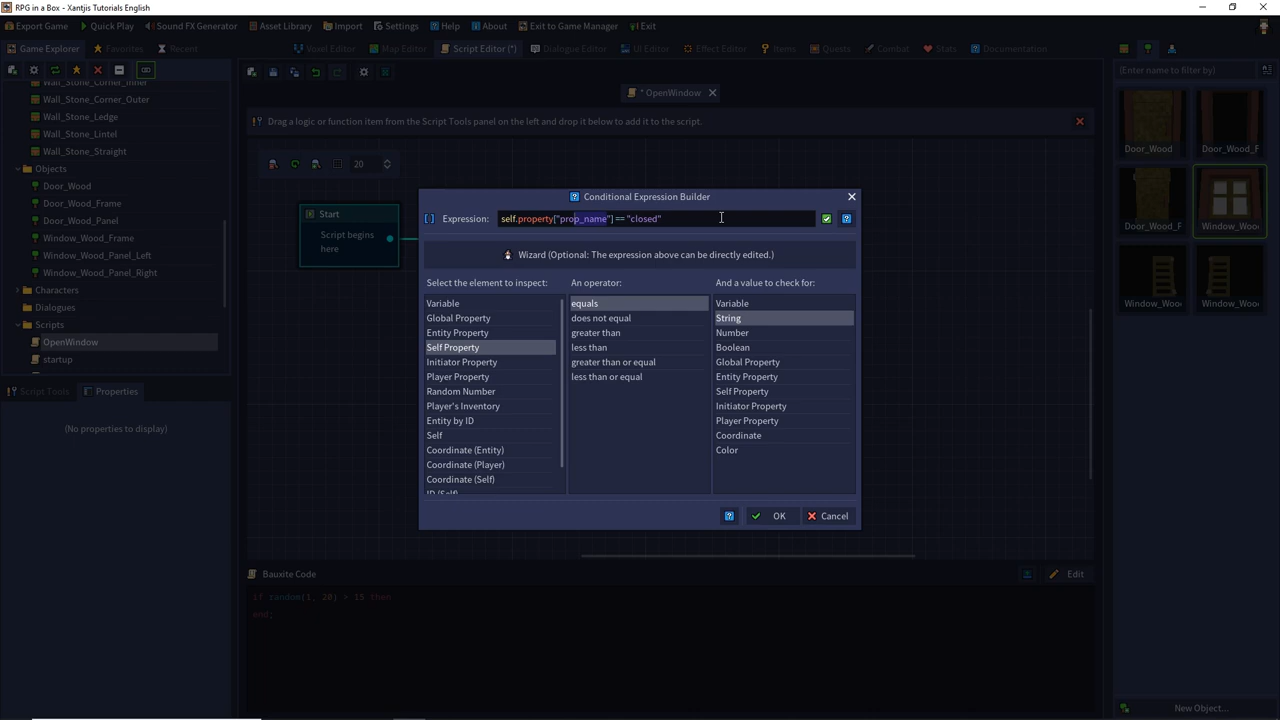 RPG in a Box - Xantjis Tutorials English
Export Game
Quick Play
Sound FX Generator
Asset Library
Import
Settings
Help
About
Exit to Game Manager
Exit
Game Explorer
Favorites
Recent
Voxel Editor
Map Editor
Script Editor (*)
Dialogue Editor
UI Editor
Effect Editor
Items
Quests
Combat
Stats
Documentation
Wall_Stone_Corner_Inner
Wall_Stone_Corner_Outer
Wall_Stone_Ledge
Wall_Stone_Lintel
Wall_Stone_Straight
Objects
Door_Wood
Door_Wood_Frame
Door_Wood_Panel
Window_Wood_Frame
Window_Wood_Panel_Left
Window_Wood_Panel_Right
Characters
Dialogues
Scripts
OpenWindow
startup
Script Tools
Properties
(No properties to display)
* OpenWindow
Drag a logic or function item from the Script Tools panel on the left and drop it below to add it to the script.
20
Start
Script begins
here
Conditional Expression Builder
Expression:
self.property["prop_name"] == "closed"
Wizard (Optional: The expression above can be directly edited.)
Select the element to inspect:
Variable
Global Property
Entity Property
Self Property
Initiator Property
Player Property
Random Number
Player's Inventory
Entity by ID
Self
Coordinate (Entity)
Coordinate (Player)
Coordinate (Self)
ID (Self)
An operator:
equals
does not equal
greater than
less than
greater than or equal
less than or equal
And a value to check for:
Variable
String
Number
Boolean
Global Property
Entity Property
Self Property
Initiator Property
Player Property
Coordinate
Color
OK
Cancel
Bauxite Code
Edit
if random(1, 20) > 15 then
end;
(Enter name to filter by)
Door_Wood
Door_Wood_F
Door_Wood_F
Window_Woo
Window_Woo
Window_Woo
New Object...